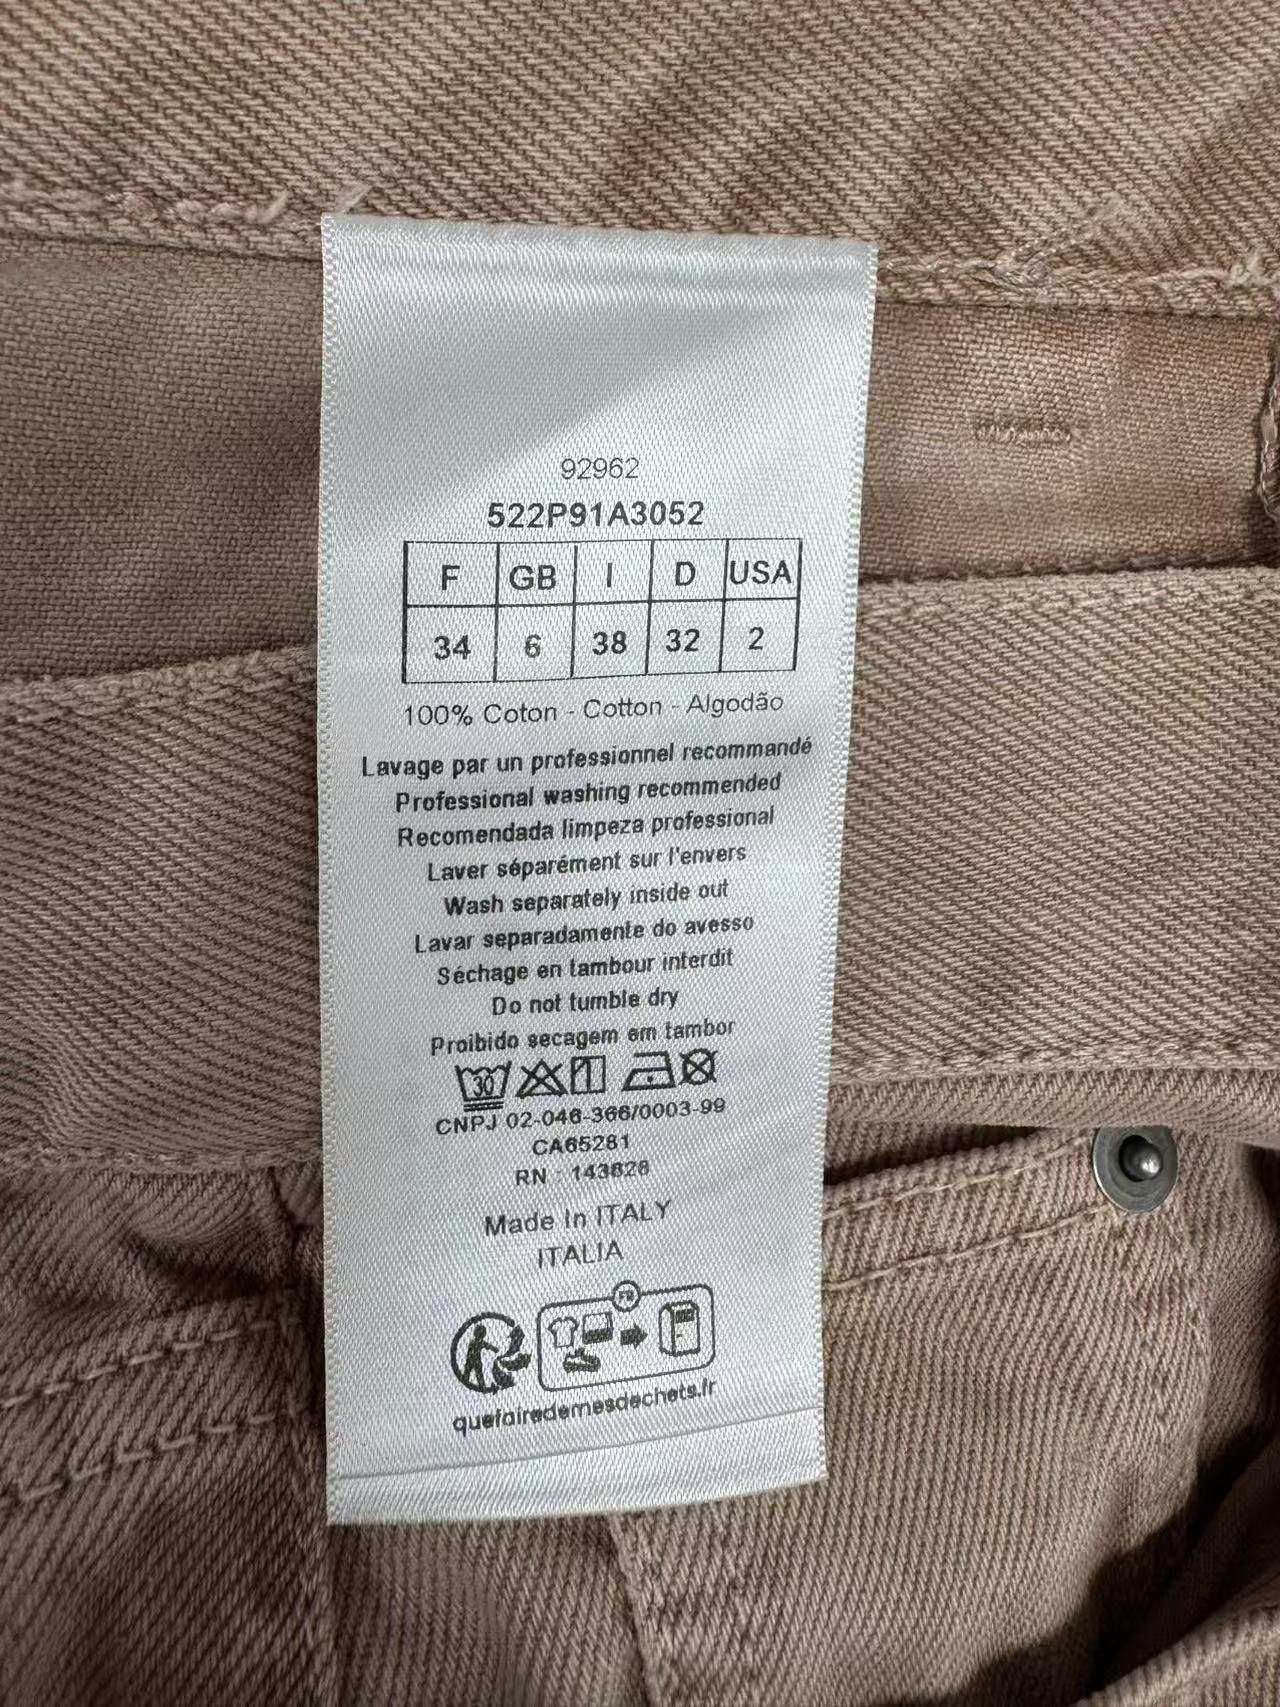 92962
522P91A3052
F GB I D USA
34 6 38 32 2
100% Coton - Cotton - Algodão
Lavage par un professionnel recommandé
Professional washing recommended
Recomendada limpeza professional
Laver séparément sur l'envers
Wash separately inside out
Lavar separadamente do avesso
Séchage en tambour interdit
Do not tumble dry
Proibido secagem em tambor
30
CNPJ 02-046-366/0003-99
CA65281
RN : 143828
Made In ITALY
ITALIA
FR
quefairedemesdechets.fr